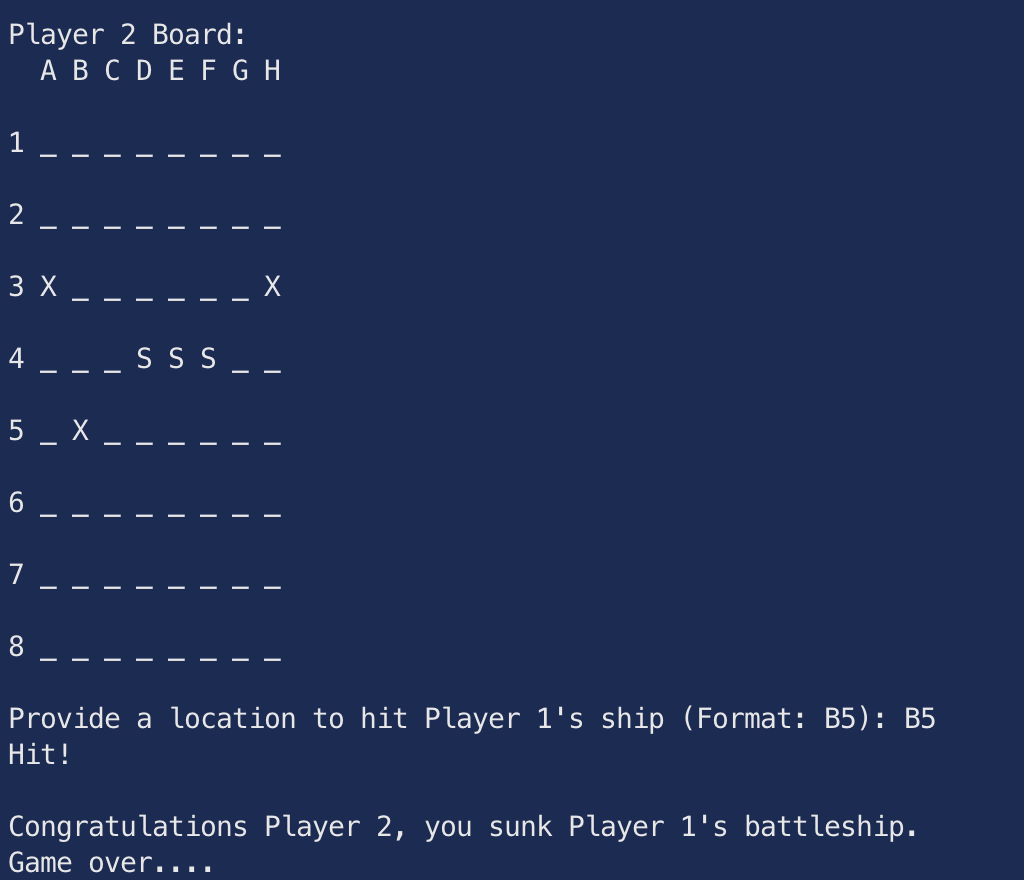 Player 2 Board:
  A B C D E F G H
1 _ _ _ _ _ _ _ _
2 _ _ _ _ _ _ _ _
3 X _ _ _ _ _ _ X
4 _ _ _ S S S _ _
5 _ X _ _ _ _ _ _
6 _ _ _ _ _ _ _ _
7 _ _ _ _ _ _ _ _
8 _ _ _ _ _ _ _ _
Provide a location to hit Player 1's ship (Format: B5): B5
Hit!
Congratulations Player 2, you sunk Player 1's battleship.
Game over....